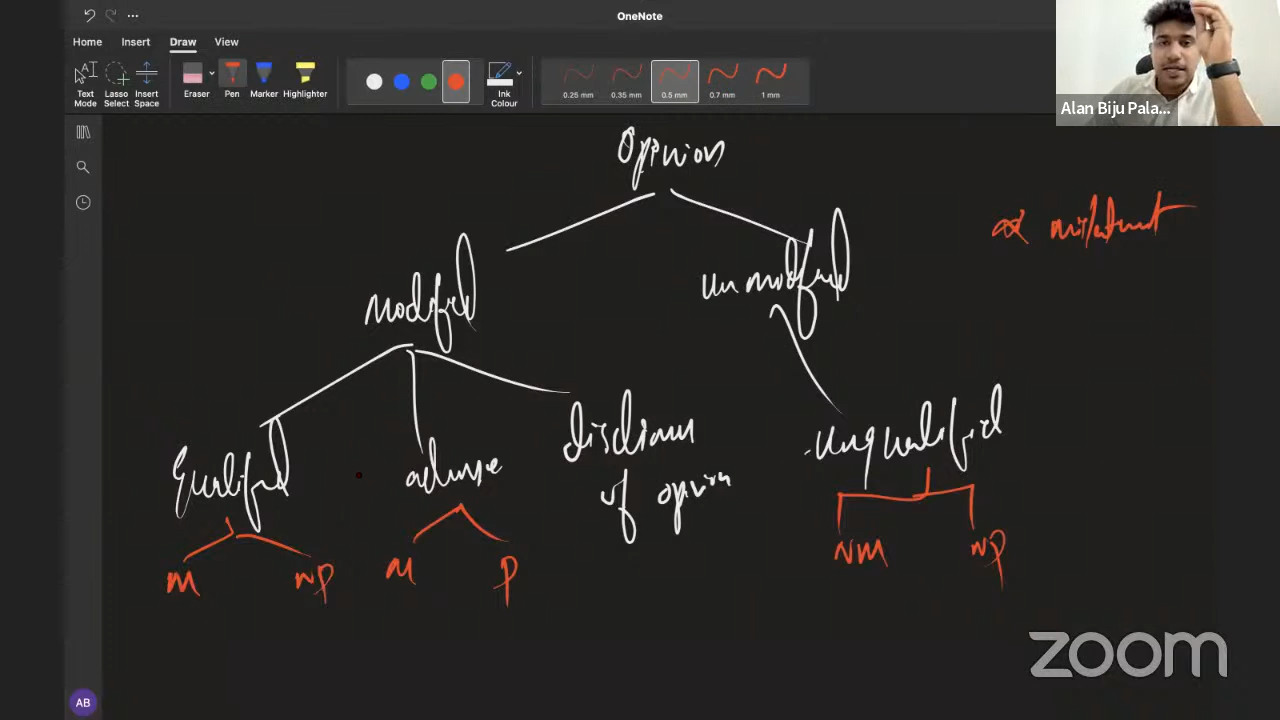 OneNote
Home Insert Draw View
Text Mode
Lasso Select
Insert Space
Eraser
Pen
Marker
Highlighter
Ink Colour
0.25 mm
0.35 mm
0.5 mm
0.7 mm
1 mm
Alan Biju Pala...
Opinion
Modified
unmodified
Qualified
adverse
disclaimer
of opinion
unqualified
M
NP
M
P
NM
NP
AB
zoom